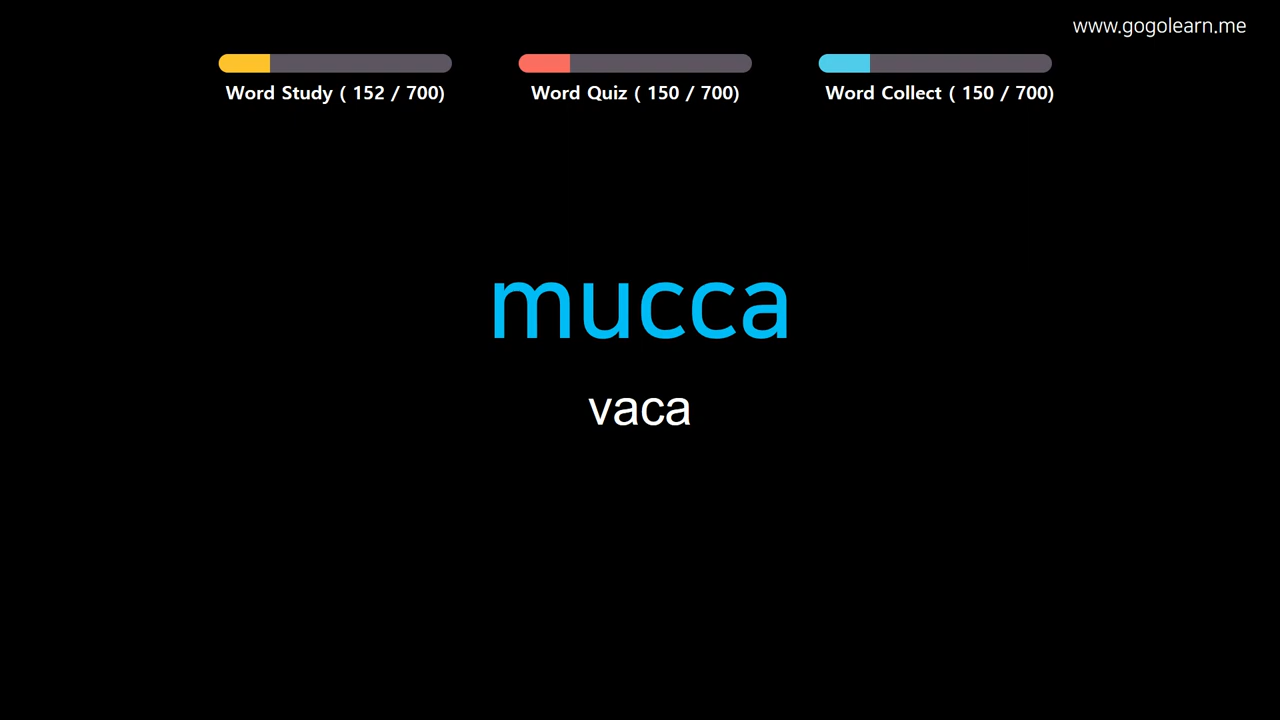 www.gogolearn.me
Word Study ( 152 / 700)
Word Quiz ( 150 / 700)
Word Collect ( 150 / 700)
mucca
vaca